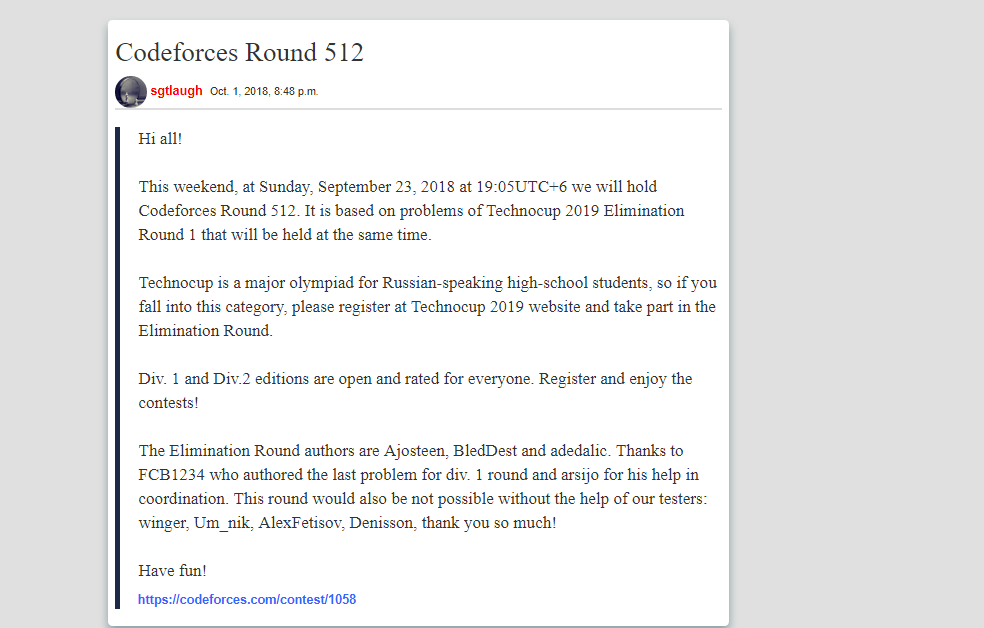 Codeforces Round 512
sgtlaugh Oct. 1, 2018, 8:48 p.m.
Hi all!
This weekend, at Sunday, September 23, 2018 at 19:05UTC+6 we will hold
Codeforces Round 512. It is based on problems of Technocup 2019 Elimination
Round 1 that will be held at the same time.
Technocup is a major olympiad for Russian-speaking high-school students, so if you
fall into this category, please register at Technocup 2019 website and take part in the
Elimination Round.
Div. 1 and Div.2 editions are open and rated for everyone. Register and enjoy the
contests!
The Elimination Round authors are Ajosteen, BledDest and adedalic. Thanks to
FCB1234 who authored the last problem for div. 1 round and arsijo for his help in
coordination. This round would also be not possible without the help of our testers:
winger, Um_nik, AlexFetisov, Denisson, thank you so much!
Have fun!
https://codeforces.com/contest/1058